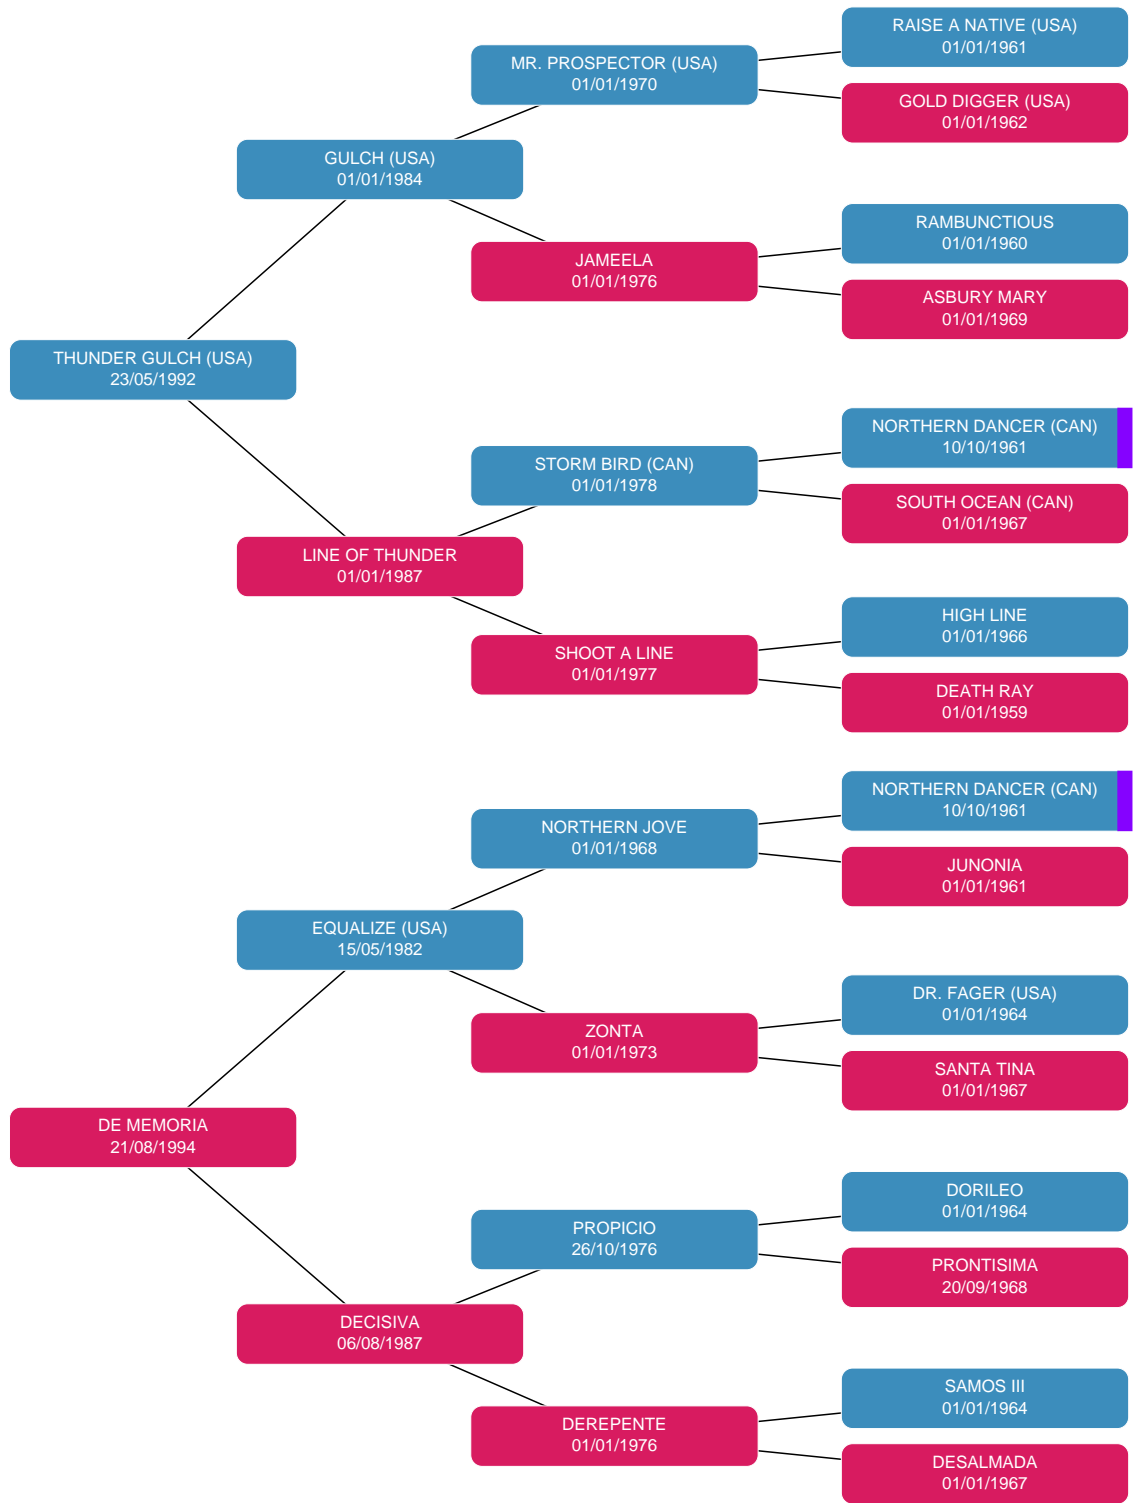 RAISE A NATIVE (USA)
01/01/1961
MR. PROSPECTOR (USA)
01/01/1970
GOLD DIGGER (USA)
01/01/1962
GULCH (USA)
01/01/1984
RAMBUNCTIOUS
01/01/1960
JAMEELA
01/01/1976
ASBURY MARY
01/01/1969
THUNDER GULCH (USA)
23/05/1992
NORTHERN DANCER (CAN)
10/10/1961
STORM BIRD (CAN)
01/01/1978
SOUTH OCEAN (CAN)
01/01/1967
LINE OF THUNDER
01/01/1987
HIGH LINE
01/01/1966
SHOOT A LINE
01/01/1977
DEATH RAY
01/01/1959
NORTHERN DANCER (CAN)
10/10/1961
NORTHERN JOVE
01/01/1968
JUNONIA
01/01/1961
EQUALIZE (USA)
15/05/1982
DR. FAGER (USA)
01/01/1964
ZONTA
01/01/1973
SANTA TINA
01/01/1967
DE MEMORIA
21/08/1994
DORILEO
01/01/1964
PROPICIO
26/10/1976
PRONTISIMA
20/09/1968
DECISIVA
06/08/1987
SAMOS III
01/01/1964
DEREPENTE
01/01/1976
DESALMADA
01/01/1967